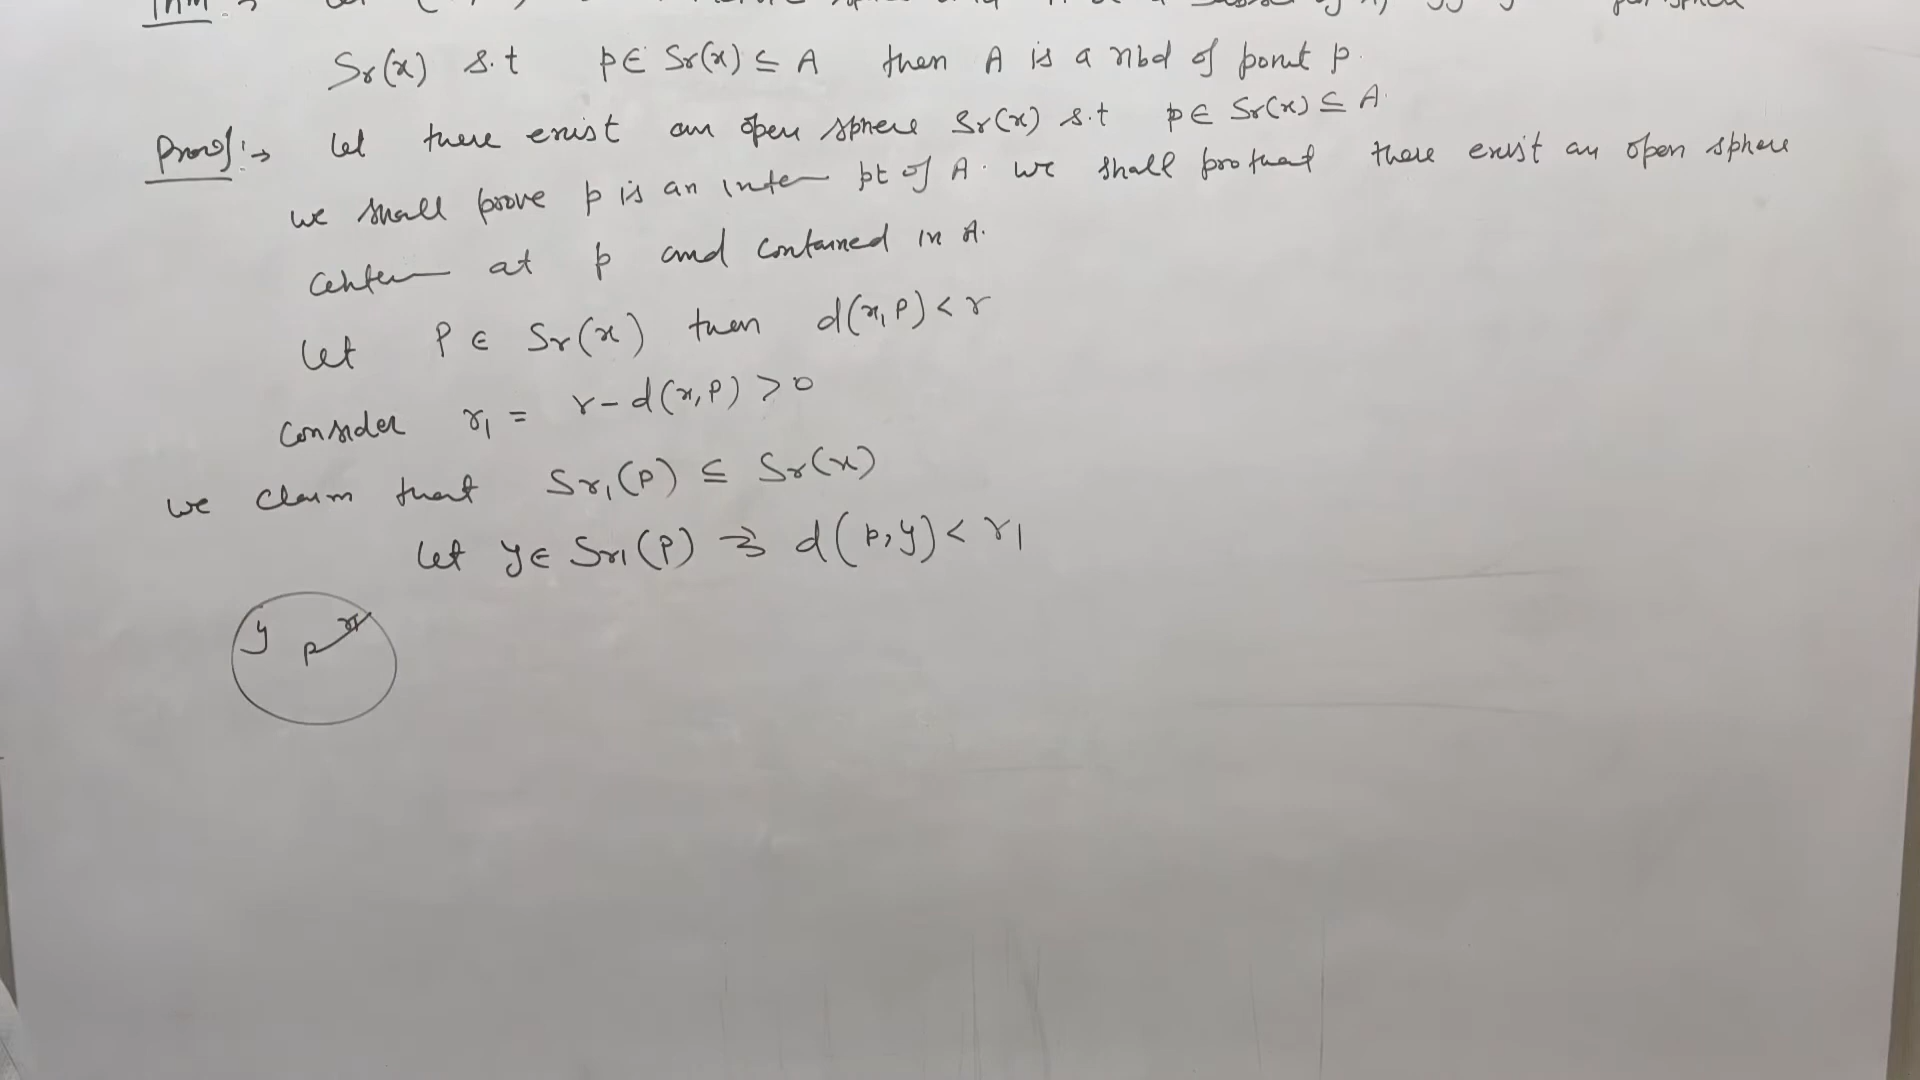 Thm :→
Sr(x) s.t p∈ Sr(x) ⊆ A then A is a nbd of point p.
Proof :→ let there exist an open sphere Sr(x) s.t p∈ Sr(x) ⊆ A.
we shall prove p is an inter pt of A. we shall pro that there exist an open sphere
center at p and contained in A.
let P ∈ Sr(x) then d(x,P) < r
Consider r₁ = r - d(x,P) > 0
we claim that Sr₁(P) ⊆ Sr(x)
let y∈ Sr₁(P) ⇒ d(p,y) < r₁
y P r₁